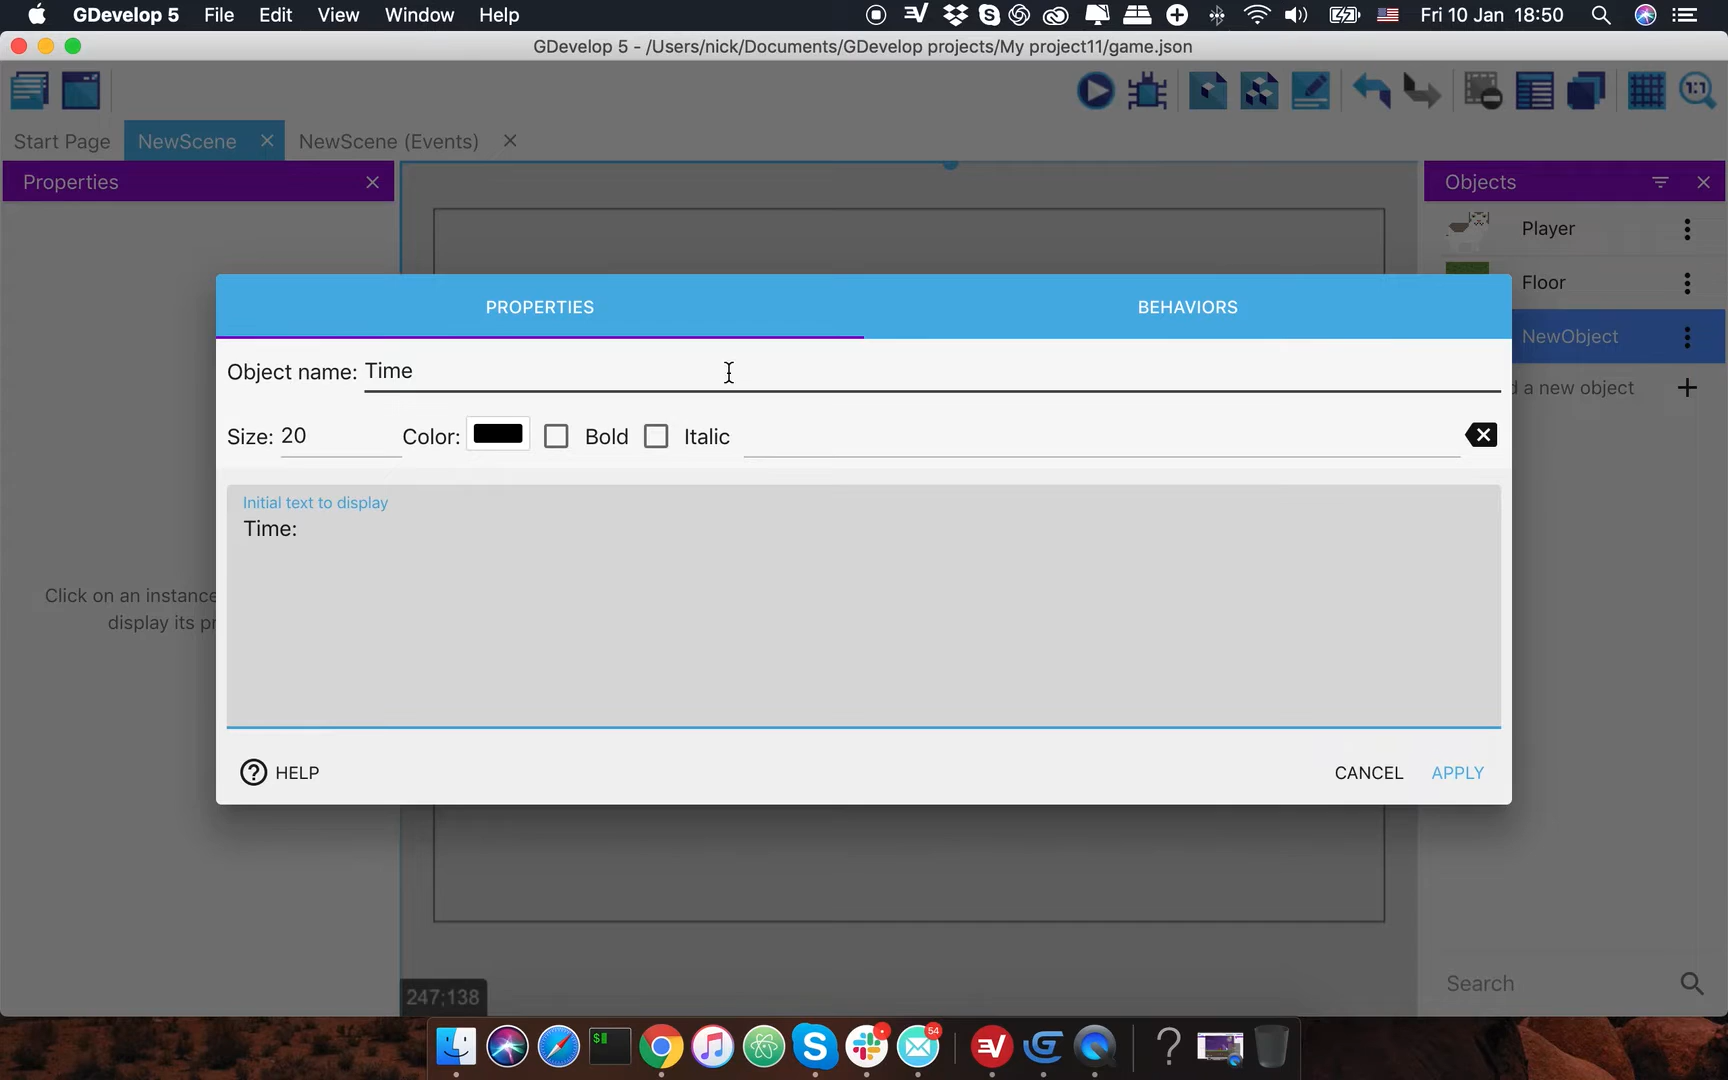 GDevelop 5 File Edit View Window Help Fri 10 Jan 18:50
GDevelop 5 - /Users/nick/Documents/GDevelop projects/My project11/game.json
1:1
Start Page NewScene NewScene (Events)
Properties
Objects
Player
Floor
NewObject
d a new object
PROPERTIES BEHAVIORS
Object name: Time
Size: 20 Color: Bold Italic
Initial text to display
Time:
Click on an instance
display its pr
HELP CANCEL APPLY
247;138
Search
54